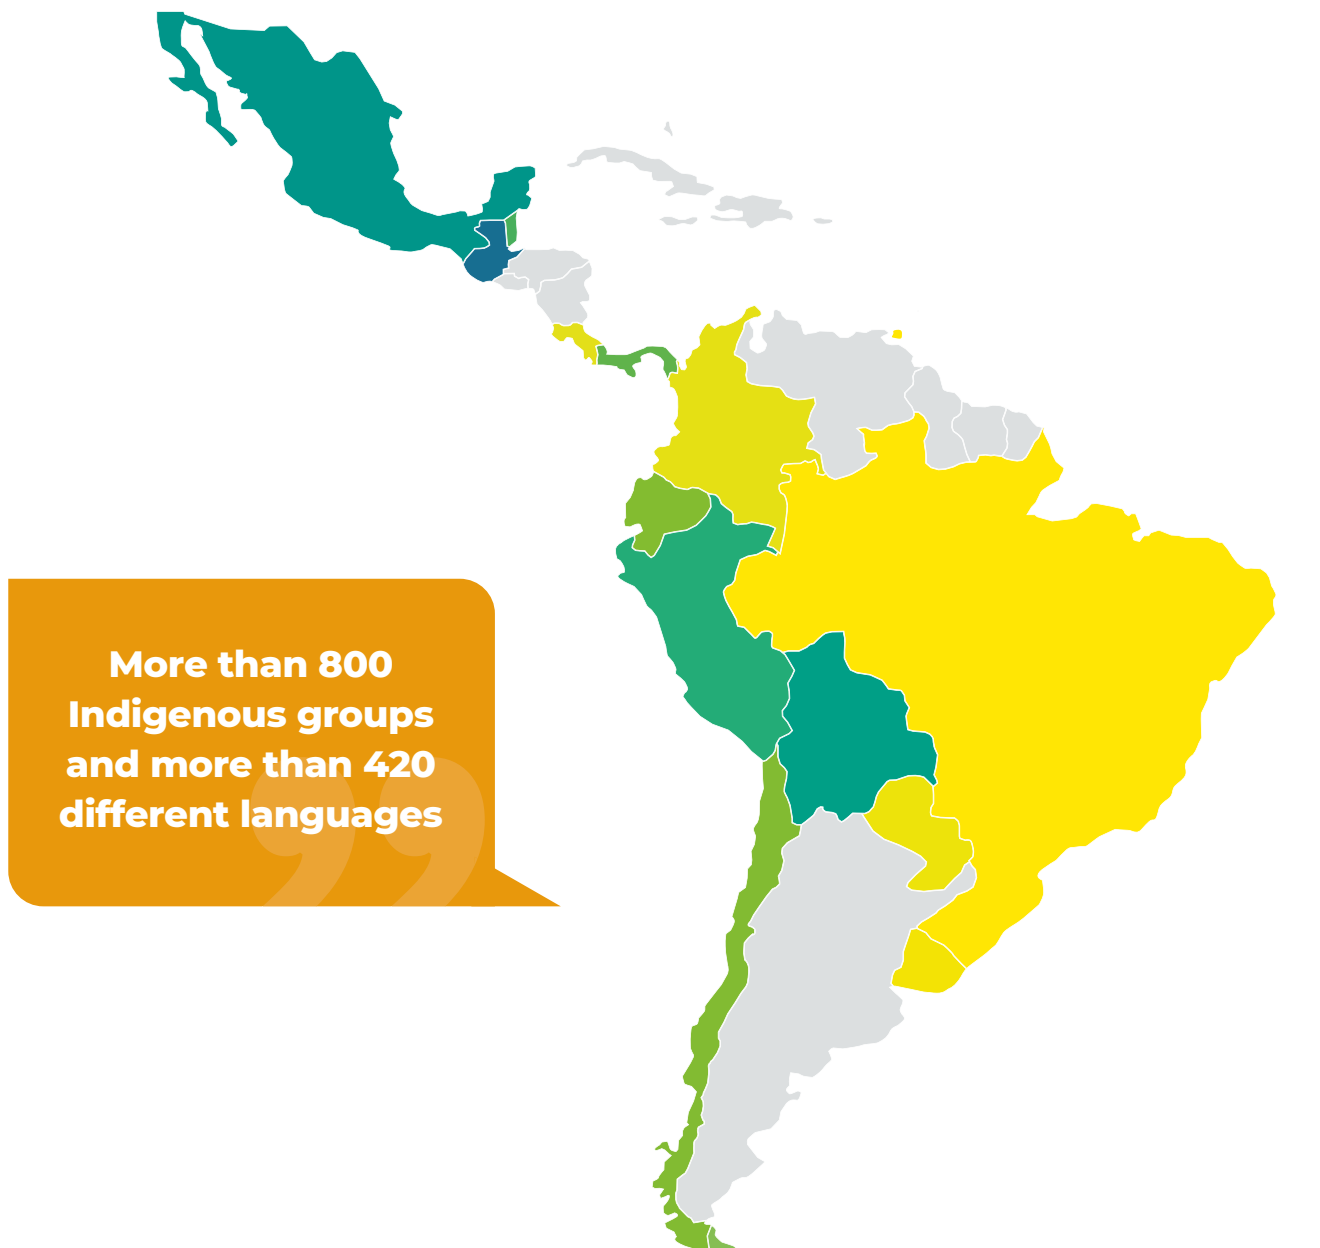 More than 800
Indigenous groups
and more than 420
different languages